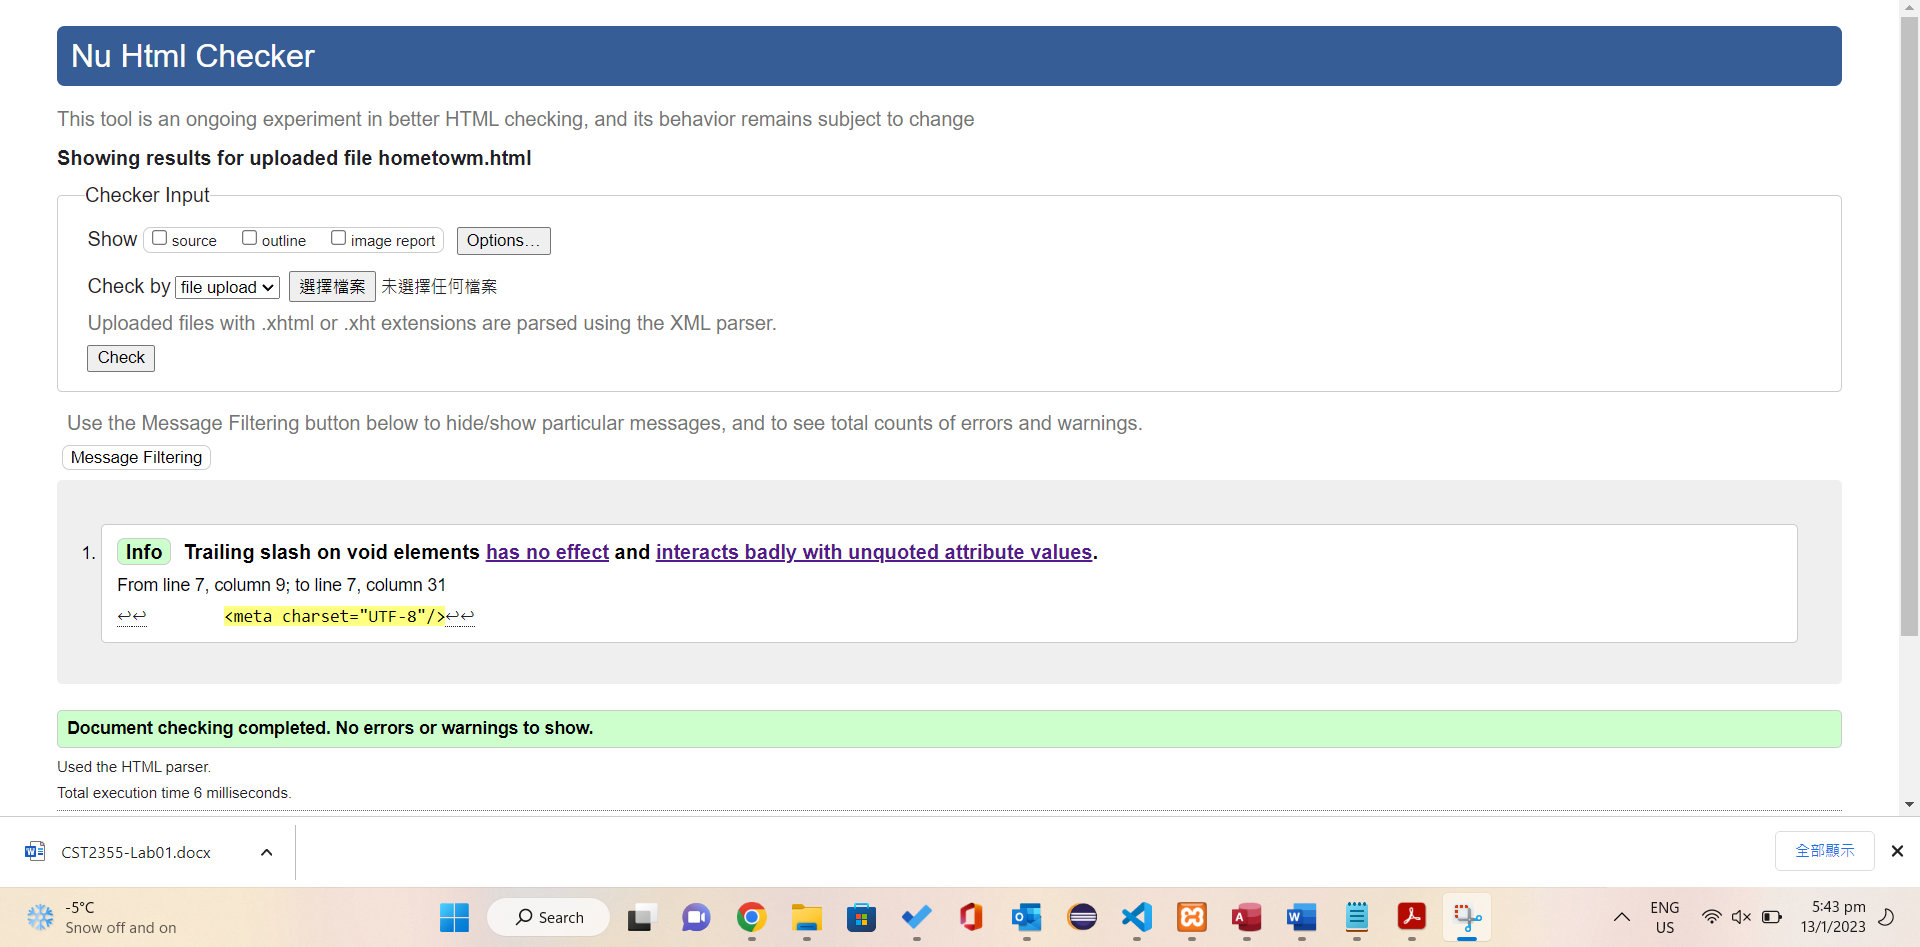 Nu Html Checker
This tool is an ongoing experiment in better HTML checking, and its behavior remains subject to change
Showing results for uploaded file hometowm.html
Checker Input
Show source outline image report Options…
Check by file upload 選擇檔案 未選擇任何檔案
Uploaded files with .xhtml or .xht extensions are parsed using the XML parser.
Check
Use the Message Filtering button below to hide/show particular messages, and to see total counts of errors and warnings.
Message Filtering
1. Info Trailing slash on void elements has no effect and interacts badly with unquoted attribute values.
From line 7, column 9; to line 7, column 31
↩↩ <meta charset="UTF-8"/>↩↩
Document checking completed. No errors or warnings to show.
Used the HTML parser.
Total execution time 6 milliseconds.
CST2355-Lab01.docx 全部顯示
-5°C
Snow off and on
Search
ENG
US
5:43 pm
13/1/2023